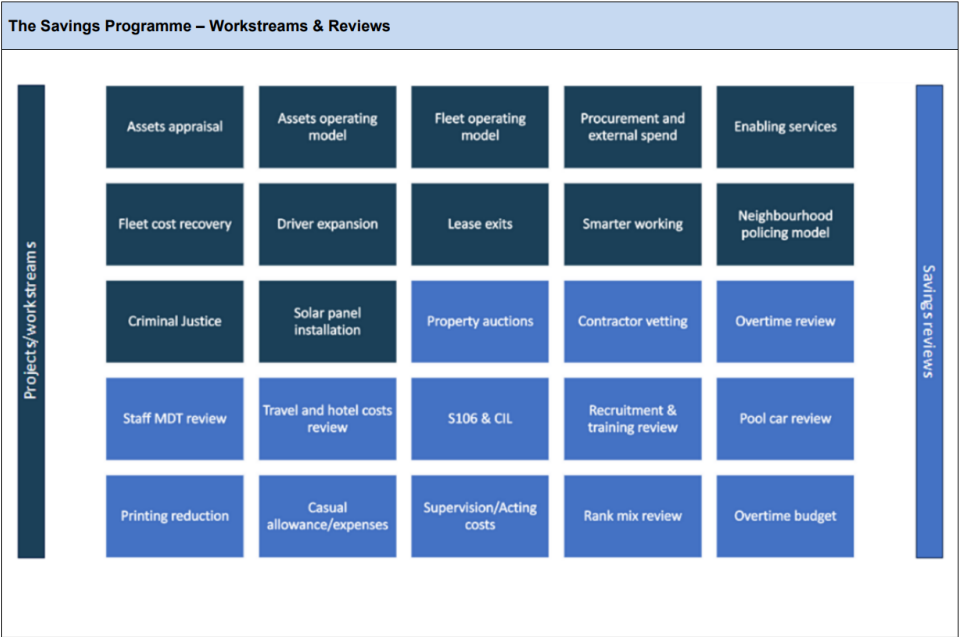 The Savings Programme – Workstreams & Reviews
Projects/workstreams
Assets appraisal
Assets operating
model
Fleet operating
model
Procurement and
external spend
Enabling services
Fleet cost recovery
Driver expansion
Lease exits
Smarter working
Neighbourhood
policing model
Criminal Justice
Solar panel
installation
Property auctions
Contractor vetting
Overtime review
Staff MDT review
Travel and hotel costs
review
S106 & CIL
Recruitment &
training review
Pool car review
Printing reduction
Casual
allowance/expenses
Supervision/Acting
costs
Rank mix review
Overtime budget
Savings reviews